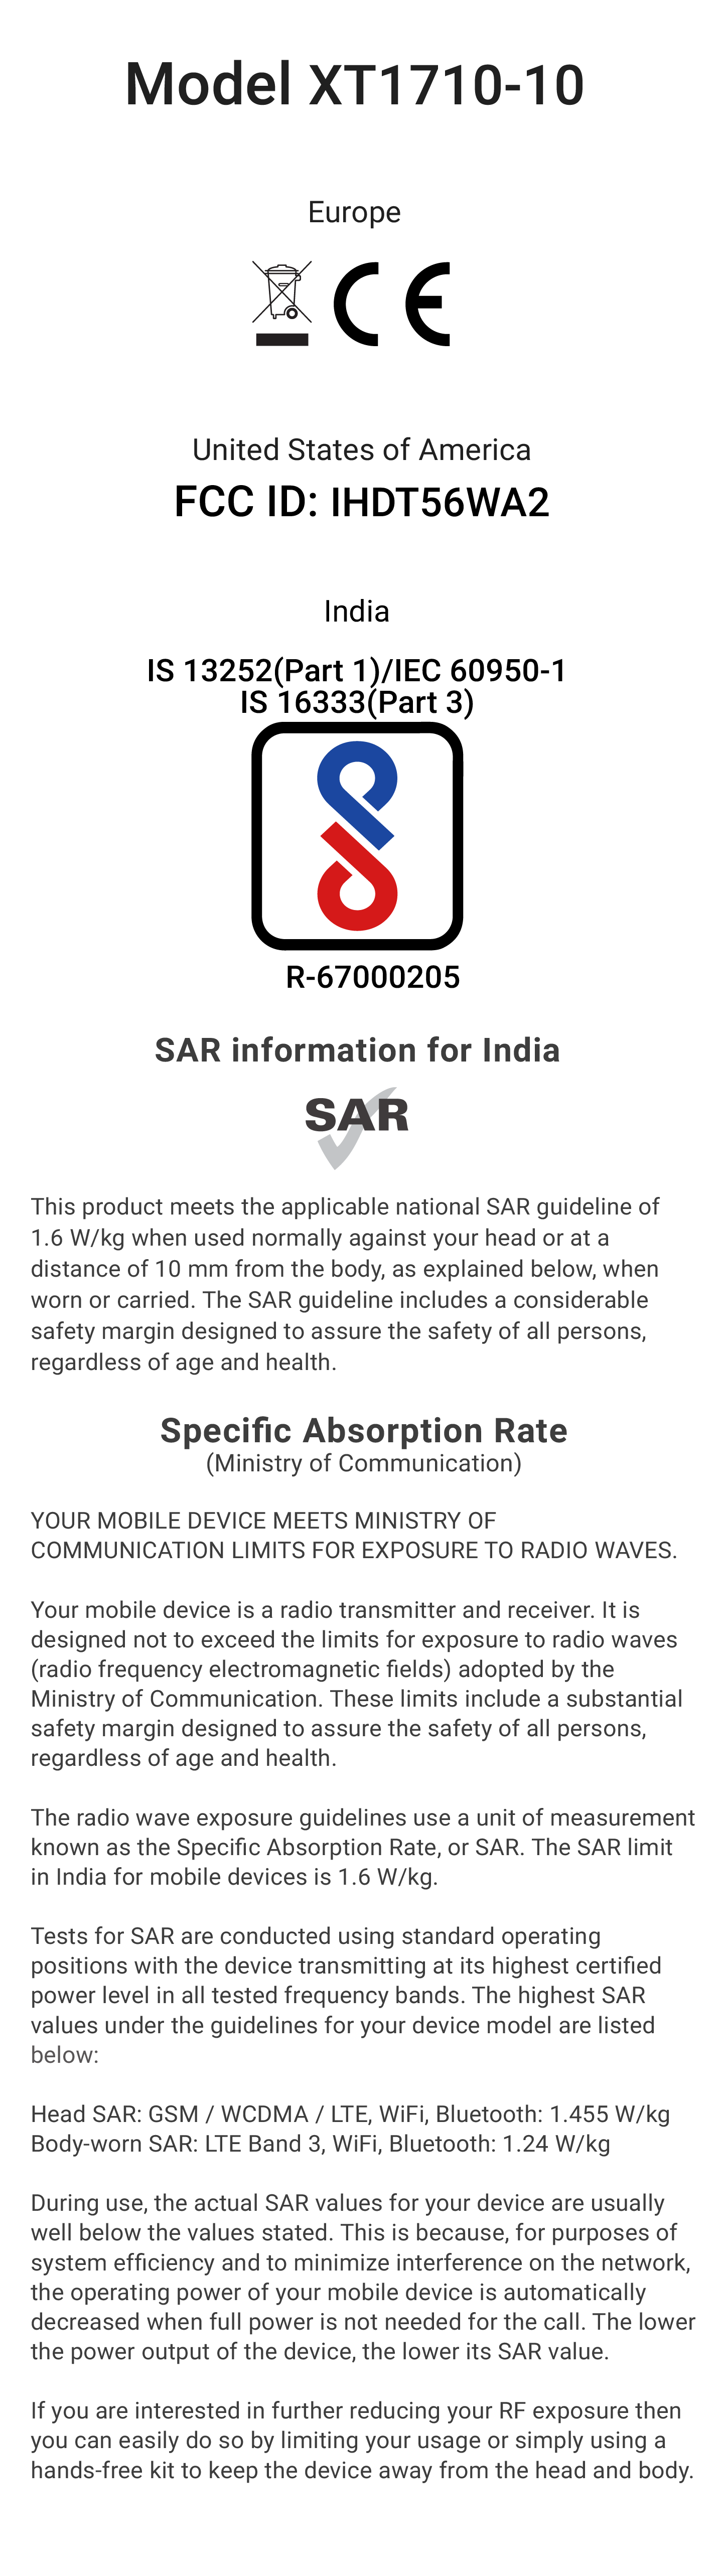 Model XT1710-10
Europe
CE
United States of America
FCC ID: IHDT56WA2
India
IS 13252(Part 1)/IEC 60950-1
IS 16333(Part 3)
R-67000205
SAR information for India
SAR
This product meets the applicable national SAR guideline of
1.6 W/kg when used normally against your head or at a
distance of 10 mm from the body, as explained below, when
worn or carried. The SAR guideline includes a considerable
safety margin designed to assure the safety of all persons,
regardless of age and health.
Specific Absorption Rate
(Ministry of Communication)
YOUR MOBILE DEVICE MEETS MINISTRY OF
COMMUNICATION LIMITS FOR EXPOSURE TO RADIO WAVES.
Your mobile device is a radio transmitter and receiver. It is
designed not to exceed the limits for exposure to radio waves
(radio frequency electromagnetic fields) adopted by the
Ministry of Communication. These limits include a substantial
safety margin designed to assure the safety of all persons,
regardless of age and health.
The radio wave exposure guidelines use a unit of measurement
known as the Specific Absorption Rate, or SAR. The SAR limit
in India for mobile devices is 1.6 W/kg.
Tests for SAR are conducted using standard operating
positions with the device transmitting at its highest certified
power level in all tested frequency bands. The highest SAR
values under the guidelines for your device model are listed
below:
Head SAR: GSM / WCDMA / LTE, WiFi, Bluetooth: 1.455 W/kg
Body-worn SAR: LTE Band 3, WiFi, Bluetooth: 1.24 W/kg
During use, the actual SAR values for your device are usually
well below the values stated. This is because, for purposes of
system efficiency and to minimize interference on the network,
the operating power of your mobile device is automatically
decreased when full power is not needed for the call. The lower
the power output of the device, the lower its SAR value.
If you are interested in further reducing your RF exposure then
you can easily do so by limiting your usage or simply using a
hands-free kit to keep the device away from the head and body.